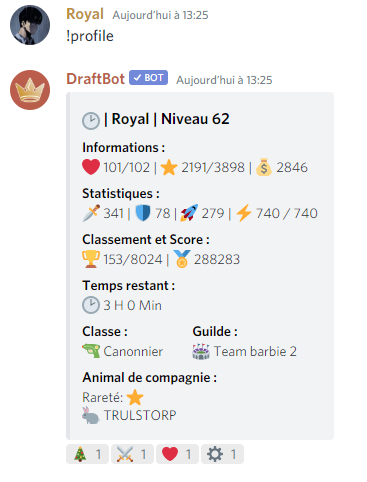 Royal Aujourd'hui à 13:25
!profile
DraftBot ✓ BOT Aujourd'hui à 13:25
🕑 | Royal | Niveau 62
Informations :
❤️ 101/102 | ⭐ 2191/3898 | 💰 2846
Statistiques :
🗡️ 341 | 🛡️ 78 | 🚀 279 | ⚡ 740 / 740
Classement et Score :
🏆 153/8024 | 🏅 288283
Temps restant :
🕑 3 H 0 Min
Classe : Guilde :
🔫 Canonnier 🏰 Team barbie 2
Animal de compagnie :
Rareté: ⭐
🐇 TRULSTORP
🎄 1 ⚔️ 1 ❤️ 1 ⚙️ 1